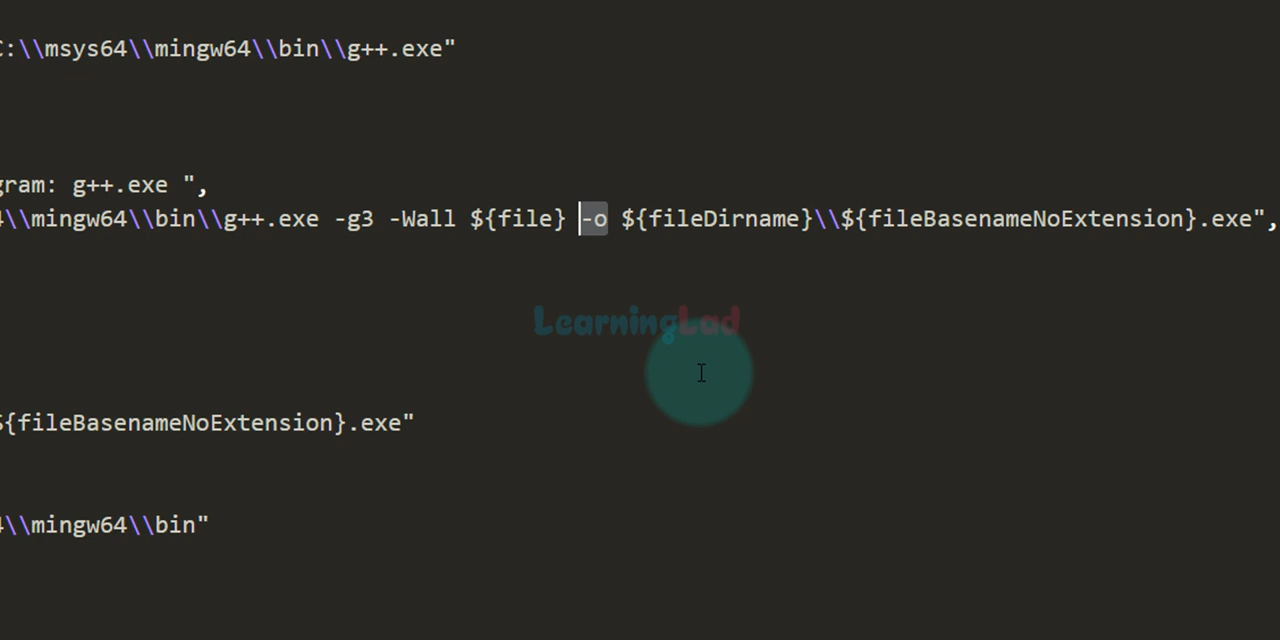 C:\\msys64\\mingw64\\bin\\g++.exe"
gram: g++.exe ",
4\\mingw64\\bin\\g++.exe -g3 -Wall ${file} -o ${fileDirname}\\${fileBasenameNoExtension}.exe",
LearningLad
${fileBasenameNoExtension}.exe"
4\\mingw64\\bin"